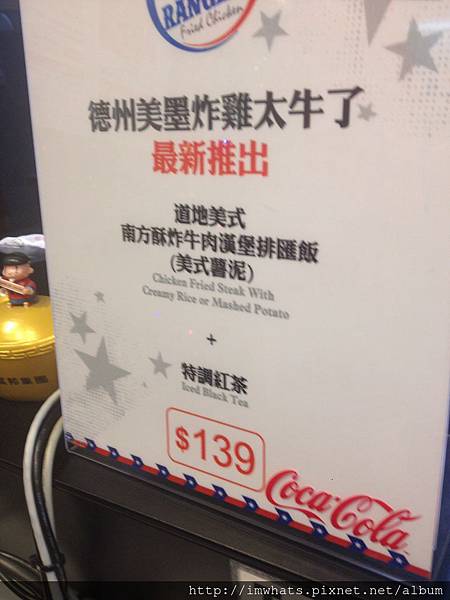 Fried Chicken
德州美墨炸雞太牛了
最新推出
道地美式
南方酥炸牛肉漢堡排匯飯
(美式薯泥)
Chicken Fried Steak With
Creamy Rice or Mashed Potato
+
特調紅茶
Iced Black Tea
$139
Coca-Cola
http://imwhats.pixnet.net/album